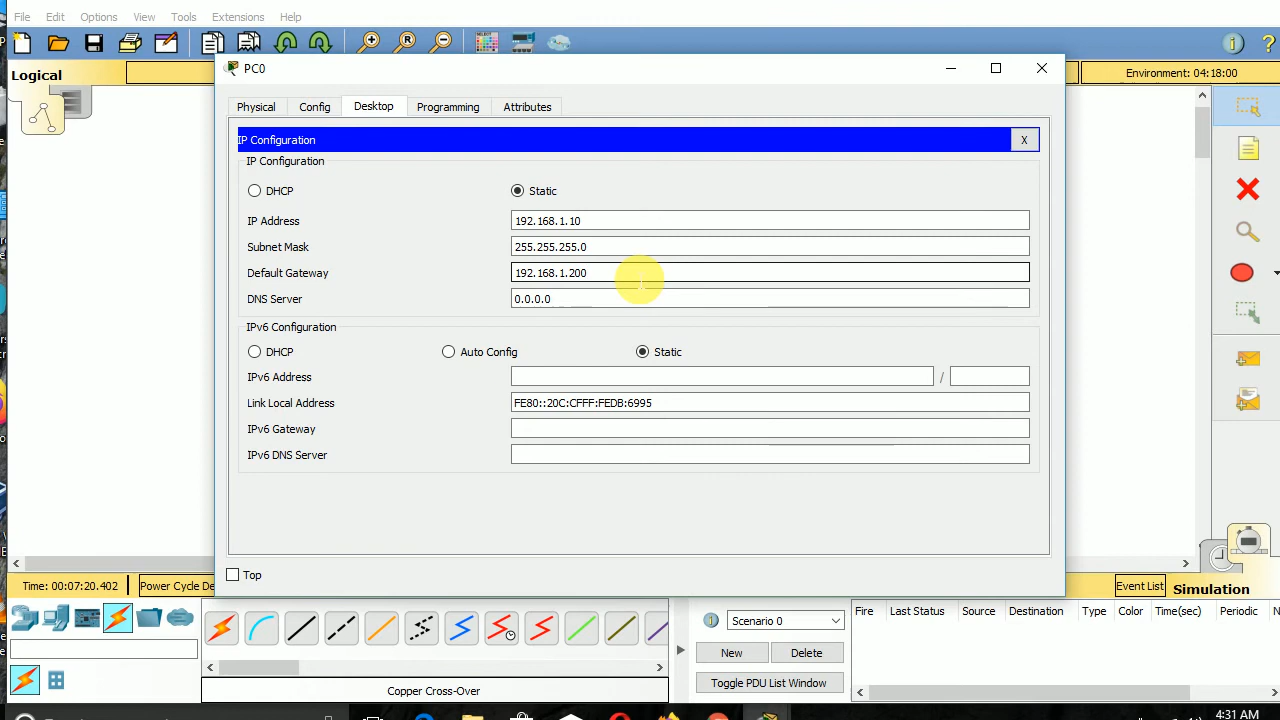 File Edit Options View Tools Extensions Help
Logical
Environment: 04:18:00
PC0
Physical Config Desktop Programming Attributes
IP Configuration
X
IP Configuration
DHCP Static
IP Address 192.168.1.10
Subnet Mask 255.255.255.0
Default Gateway 192.168.1.200
DNS Server 0.0.0.0
IPv6 Configuration
DHCP Auto Config Static
IPv6 Address /
Link Local Address FE80::20C:CFFF:FEDB:6995
IPv6 Gateway
IPv6 DNS Server
Top
Time: 00:07:20.402 Power Cycle De
Event List Simulation
Scenario 0
New Delete
Toggle PDU List Window
Fire Last Status Source Destination Type Color Time(sec) Periodic N
Copper Cross-Over
4:31 AM